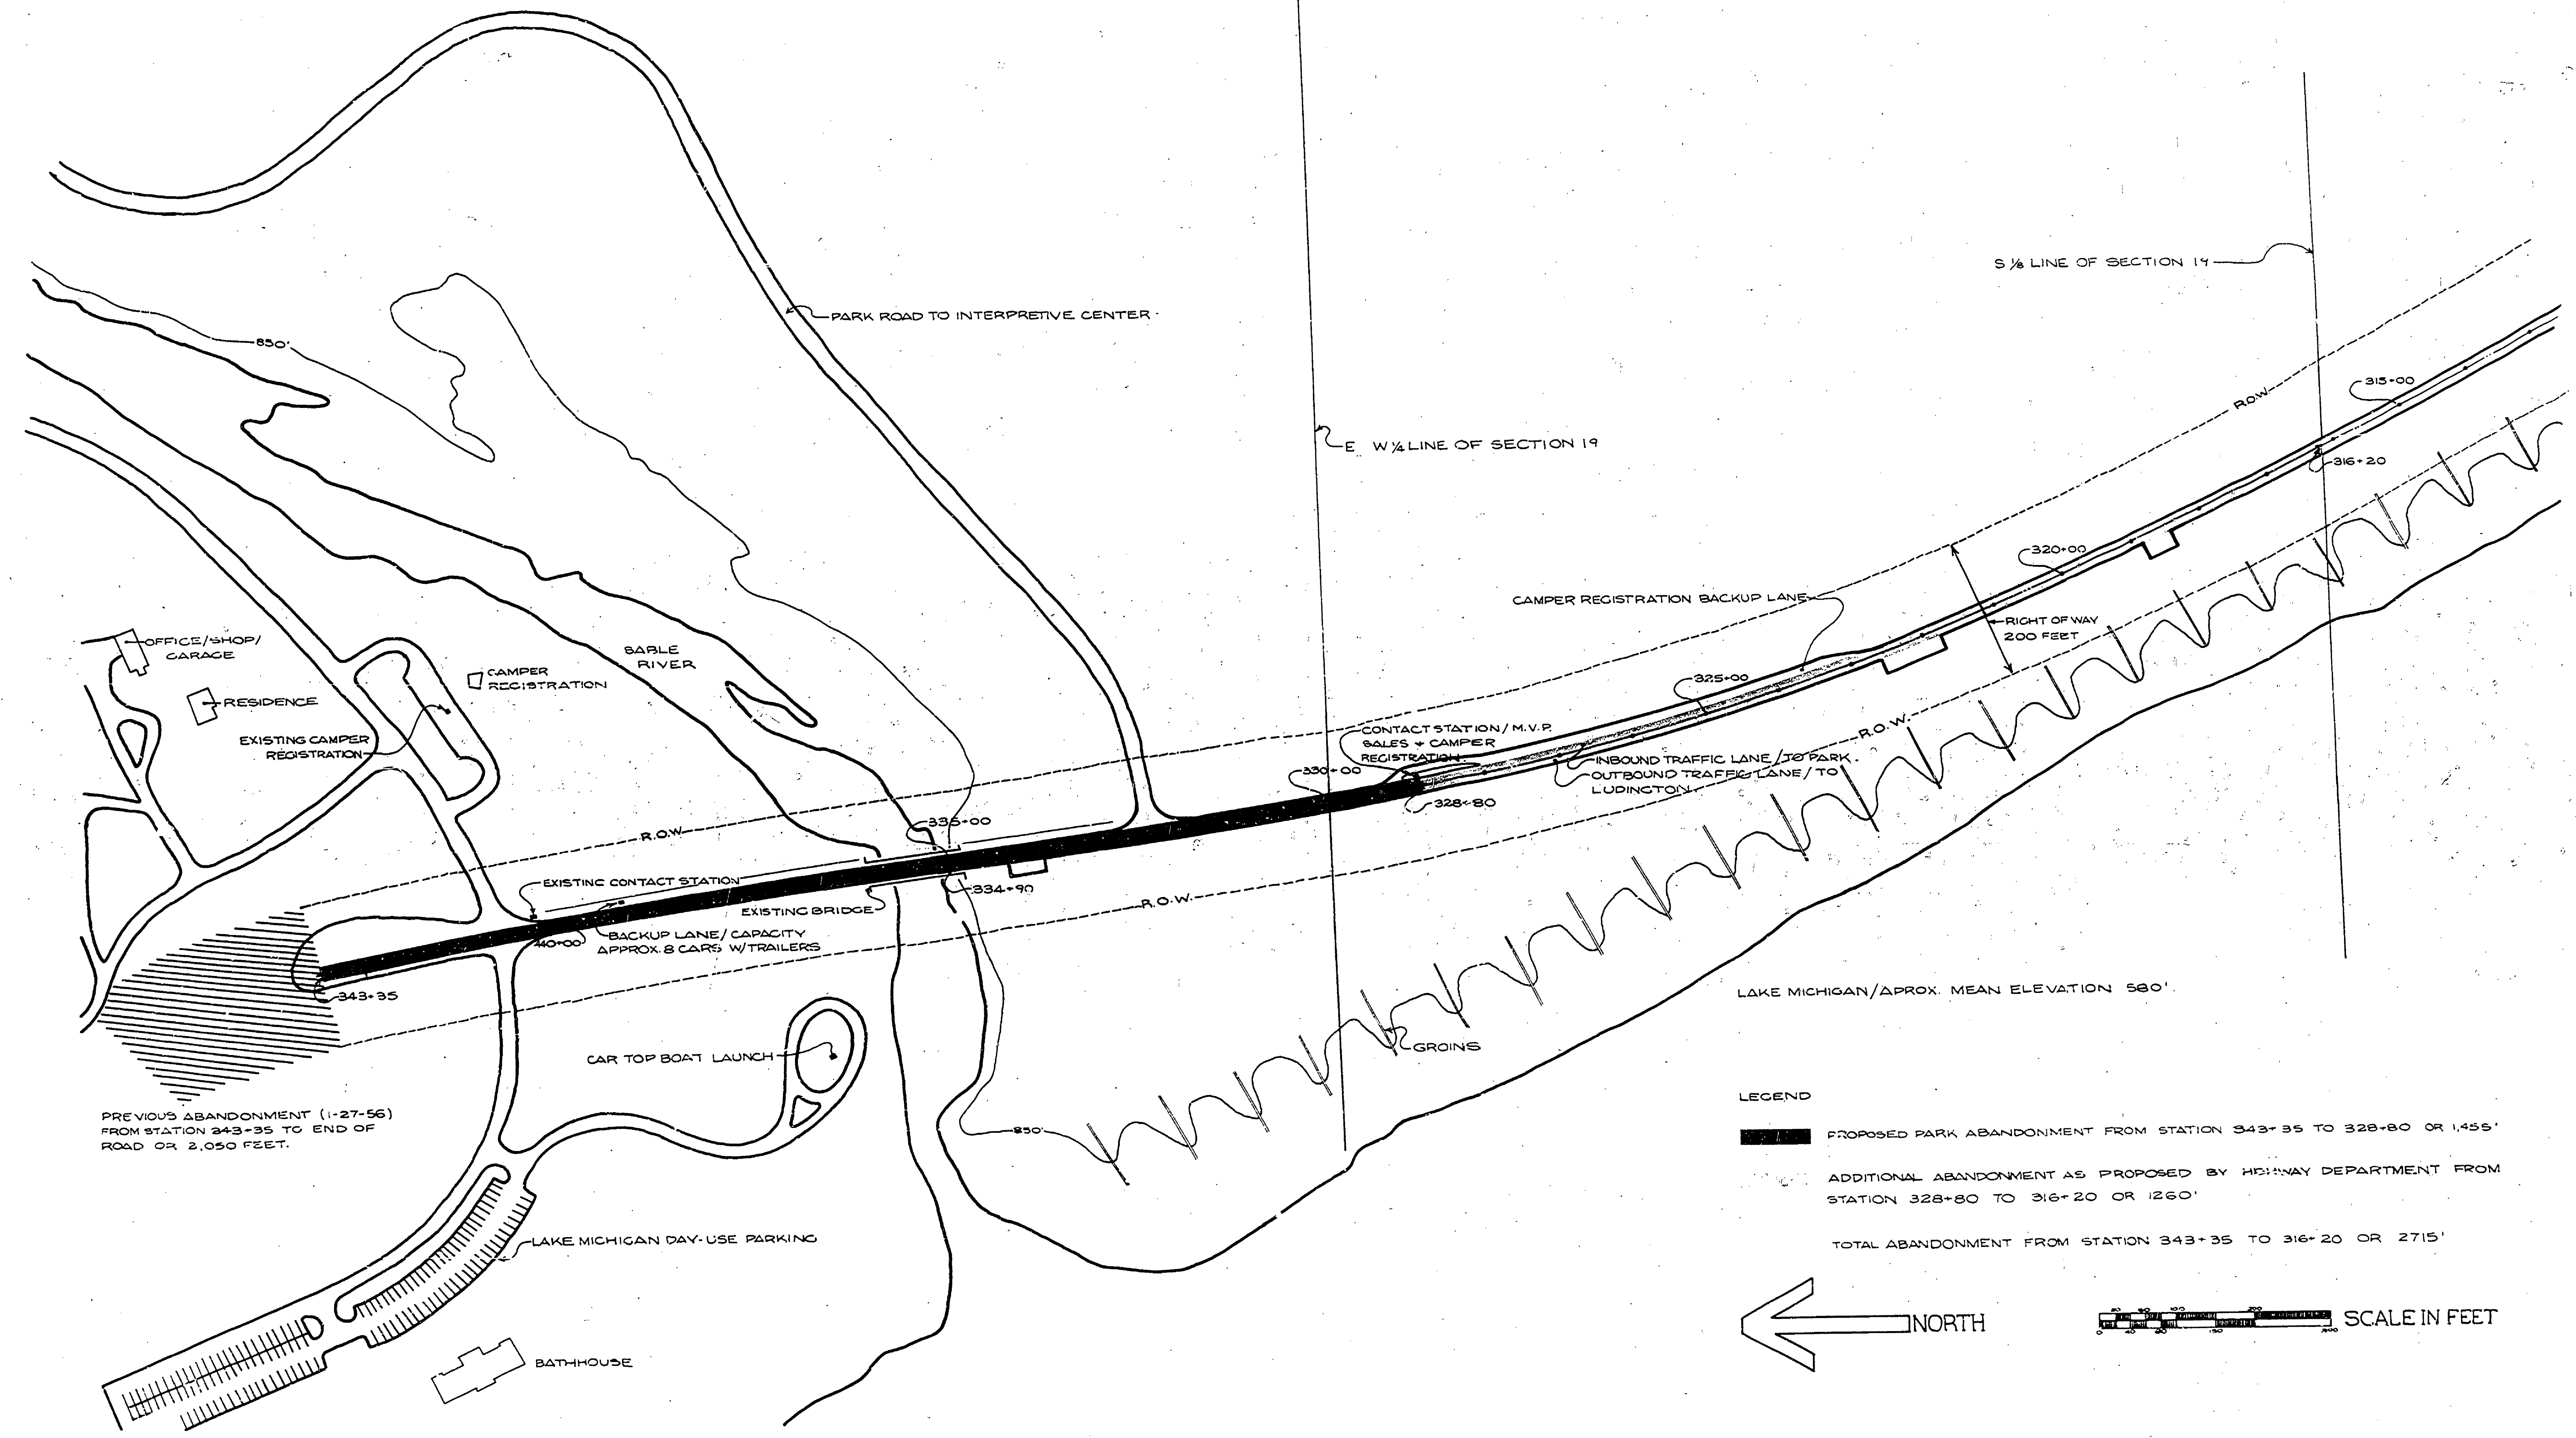 S 1/8 LINE OF SECTION 19
PARK ROAD TO INTERPRETIVE CENTER
850'
R.O.W.
315+00
E W 1/4 LINE OF SECTION 19
316+20
320+00
CAMPER REGISTRATION BACKUP LANE
RIGHT OF WAY
200 FEET
OFFICE/SHOP/
GARAGE
SABLE
RIVER
CAMPER
REGISTRATION
RESIDENCE
325+00
EXISTING CAMPER
REGISTRATION
R.O.W.
CONTACT STATION/M.V.P.
SALES + CAMPER
REGISTRATION
INBOUND TRAFFIC LANE/TO PARK
OUTBOUND TRAFFIC LANE/TO
LUDINGTON
330+00
328+80
335+00
R.O.W.
EXISTING CONTACT STATION
334+90
EXISTING BRIDGE
R.O.W.
BACKUP LANE/CAPACITY
APPROX. 8 CARS W/TRAILERS
340+00
343+35
LAKE MICHIGAN/APROX. MEAN ELEVATION 580'
CAR TOP BOAT LAUNCH
GROINS
PREVIOUS ABANDONMENT (1-27-56)
FROM STATION 343+35 TO END OF
ROAD OR 2,050 FEET.
850'
LEGEND
PROPOSED PARK ABANDONMENT FROM STATION 343+35 TO 328+80 OR 1,455'
ADDITIONAL ABANDONMENT AS PROPOSED BY HIGHWAY DEPARTMENT FROM
STATION 328+80 TO 316+20 OR 1260'
LAKE MICHIGAN DAY-USE PARKING
TOTAL ABANDONMENT FROM STATION 343+35 TO 316+20 OR 2715'
NORTH
SCALE IN FEET
BATHHOUSE